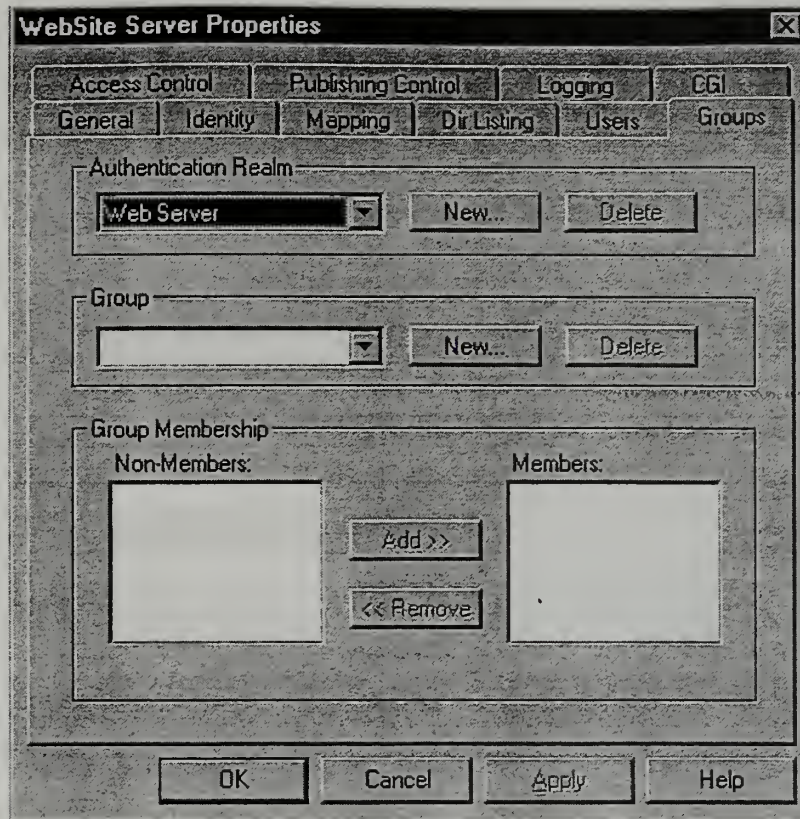 WebSite Server Properties
Access Control Publishing Control Logging CGI
General Identity Mapping Dir Listing Users Groups
Authentication Realm
Web Server New... Delete
Group
New... Delete
Group Membership
Non-Members: Members:
Add >>
<< Remove
OK Cancel Apply Help